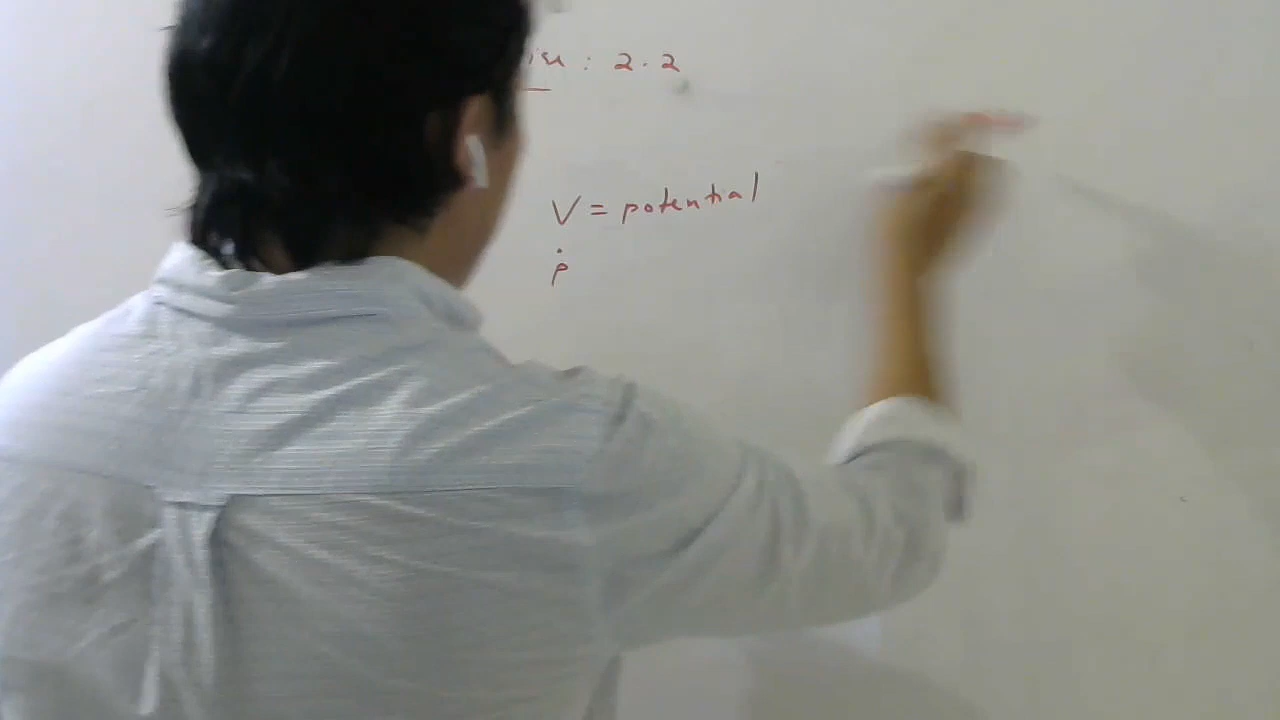 : 2.2
V = potential
ṗ